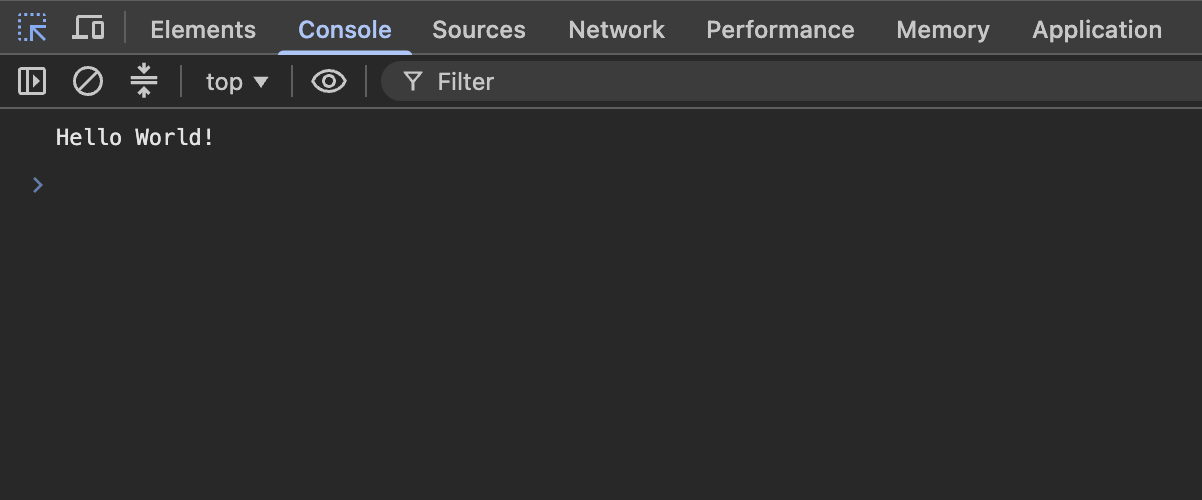 Elements Console Sources Network Performance Memory Application
top Filter
Hello World!